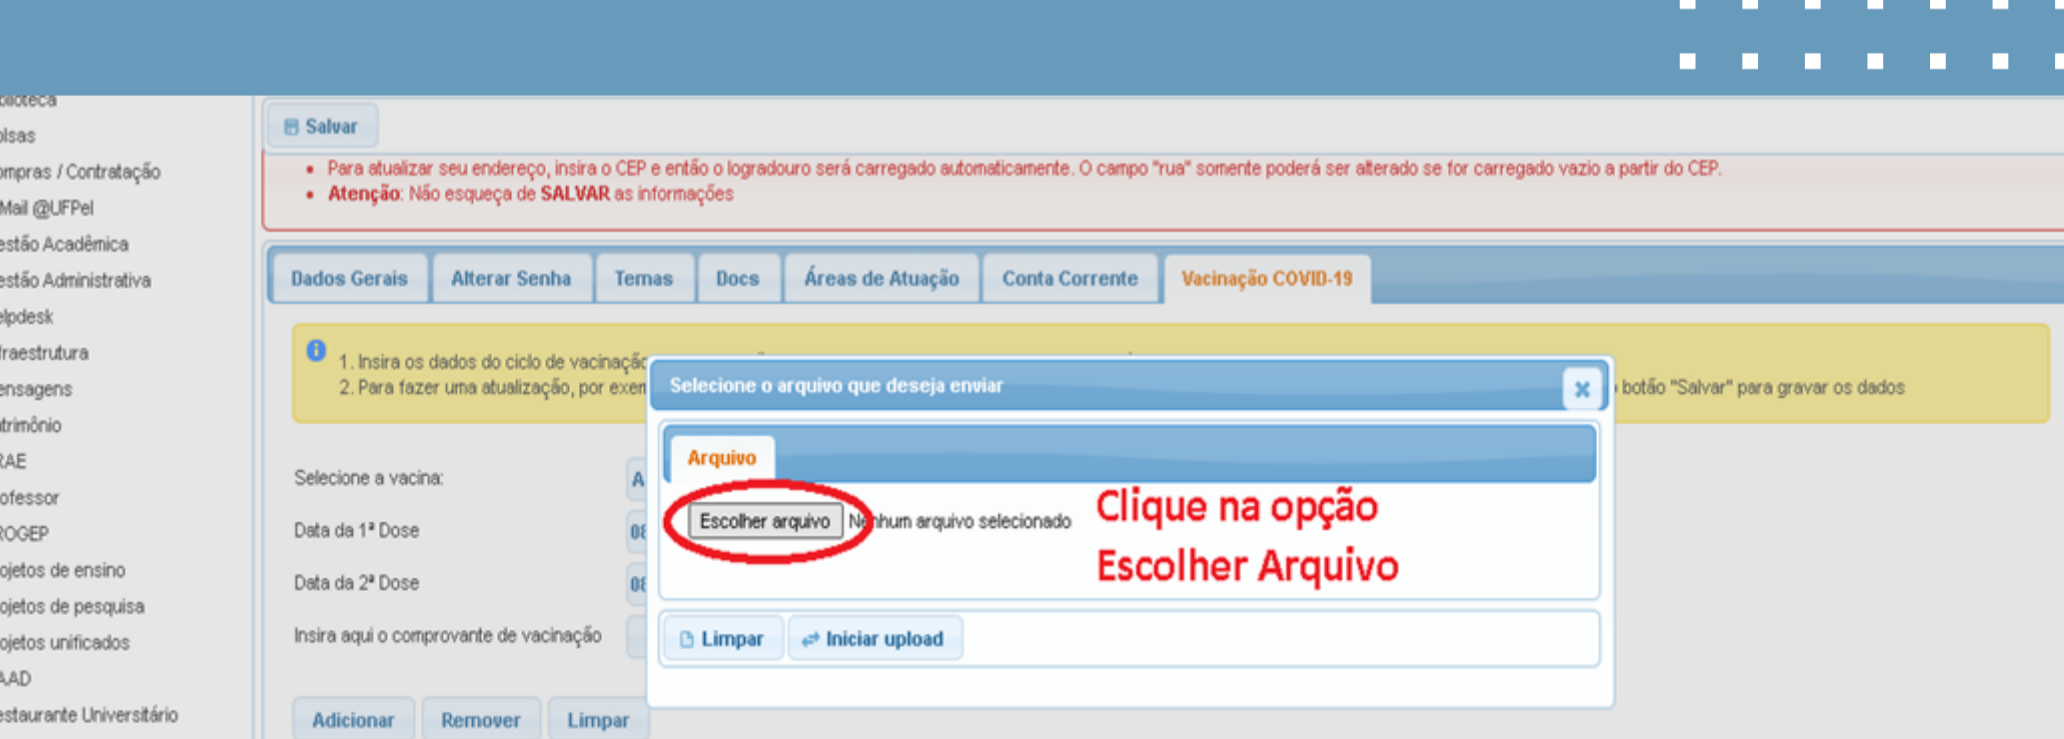 blioteca
olsas
ompras / Contratação
Mail @UFPel
estão Acadêmica
estão Administrativa
elpdesk
fraestrutura
ensagens
atrimônio
RAE
ofessor
ROGEP
ojetos de ensino
ojetos de pesquisa
ojetos unificados
AAD
estaurante Universitário
Salvar
• Para atualizar seu endereço, insira o CEP e então o logradouro será carregado automaticamente. O campo "rua" somente poderá ser alterado se for carregado vazio a partir do CEP.
• Atenção: Não esqueça de SALVAR as informações
Dados Gerais Alterar Senha Temas Docs Áreas de Atuação Conta Corrente Vacinação COVID-19
1. Insira os dados do ciclo de vacinaçã
2. Para fazer uma atualização, por exem botão "Salvar" para gravar os dados
Selecione a vacina: A
Data da 1ª Dose 08
Data da 2ª Dose 08
Insira aqui o comprovante de vacinação
Adicionar Remover Limpar
Selecione o arquivo que deseja enviar
Arquivo
Escolher arquivo Nenhum arquivo selecionado
Clique na opção
Escolher Arquivo
Limpar Iniciar upload